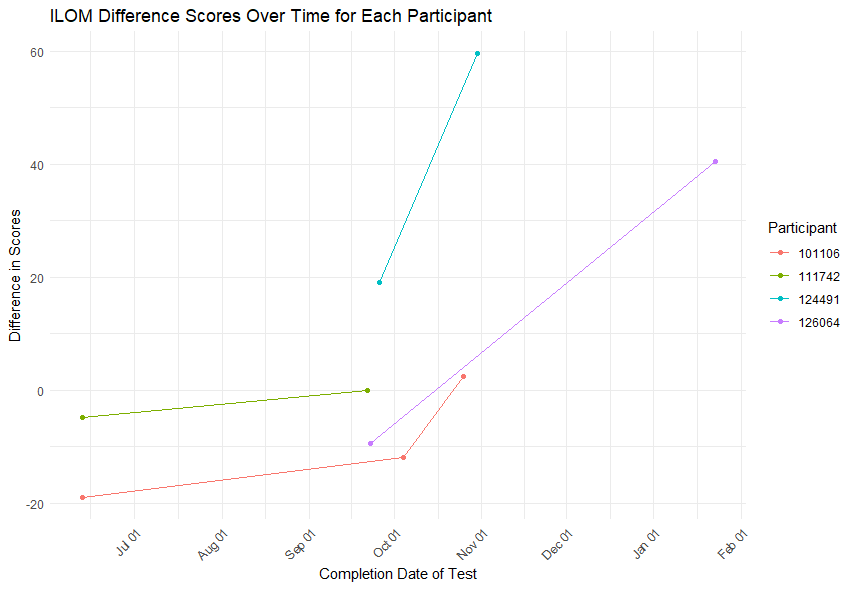 ILOM Difference Scores Over Time for Each Participant
60
40
20
0
-20
Difference in Scores
Jul 01
Aug 01
Sep 01
Oct 01
Nov 01
Dec 01
Jan 01
Feb 01
Completion Date of Test
Participant
101106
111742
124491
126064